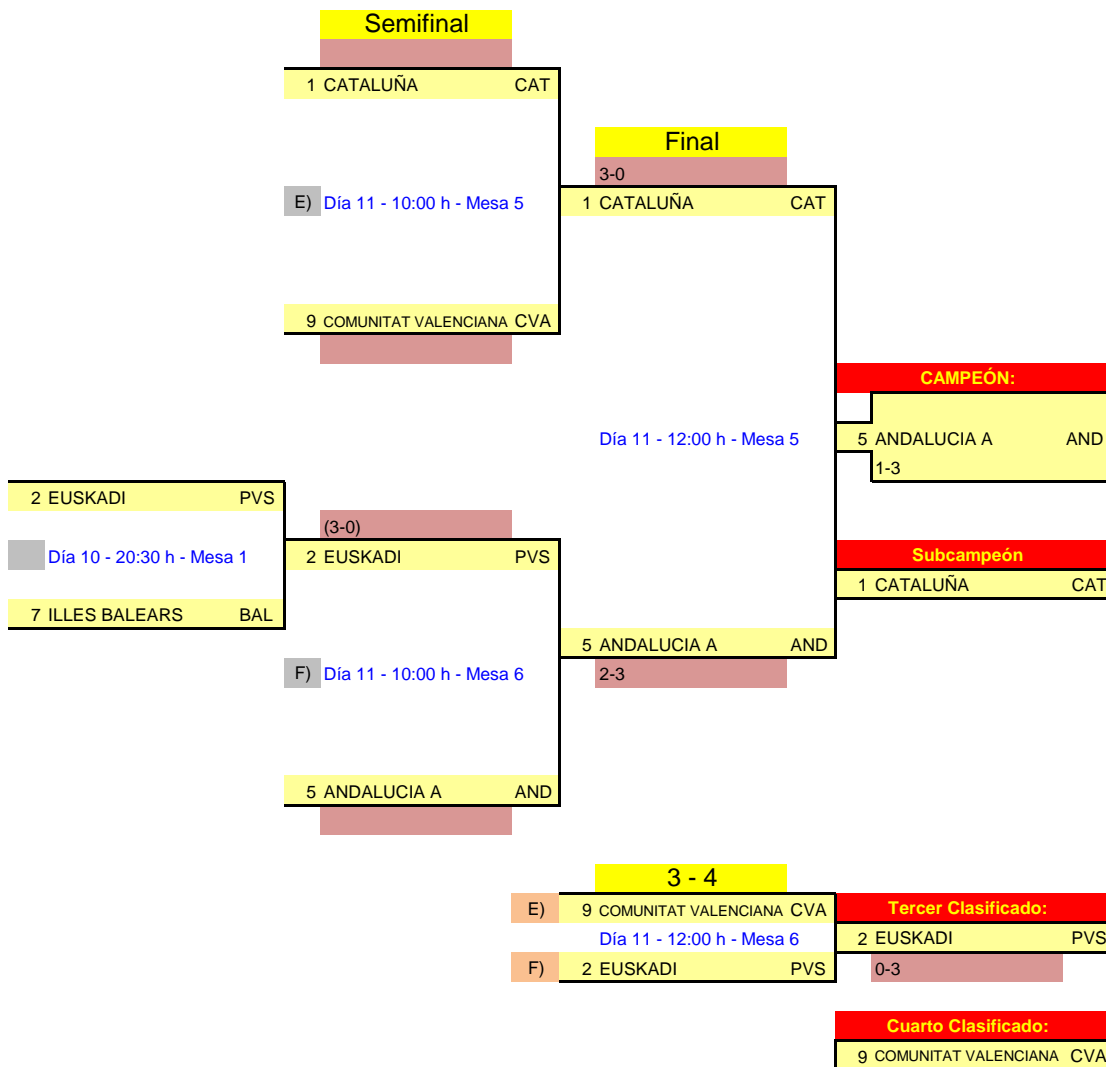 Semifinal
1 CATALUÑA CAT
Final
3-0
E) Día 11 - 10:00 h - Mesa 5
1 CATALUÑA CAT
9 COMUNITAT VALENCIANA CVA
CAMPEÓN:
Día 11 - 12:00 h - Mesa 5
5 ANDALUCIA A AND
1-3
2 EUSKADI PVS
(3-0)
Día 10 - 20:30 h - Mesa 1
2 EUSKADI PVS
Subcampeón
1 CATALUÑA CAT
7 ILLES BALEARS BAL
5 ANDALUCIA A AND
F) Día 11 - 10:00 h - Mesa 6
2-3
5 ANDALUCIA A AND
3 - 4
E) 9 COMUNITAT VALENCIANA CVA
Tercer Clasificado:
Día 11 - 12:00 h - Mesa 6
2 EUSKADI PVS
F) 2 EUSKADI PVS
0-3
Cuarto Clasificado:
9 COMUNITAT VALENCIANA CVA